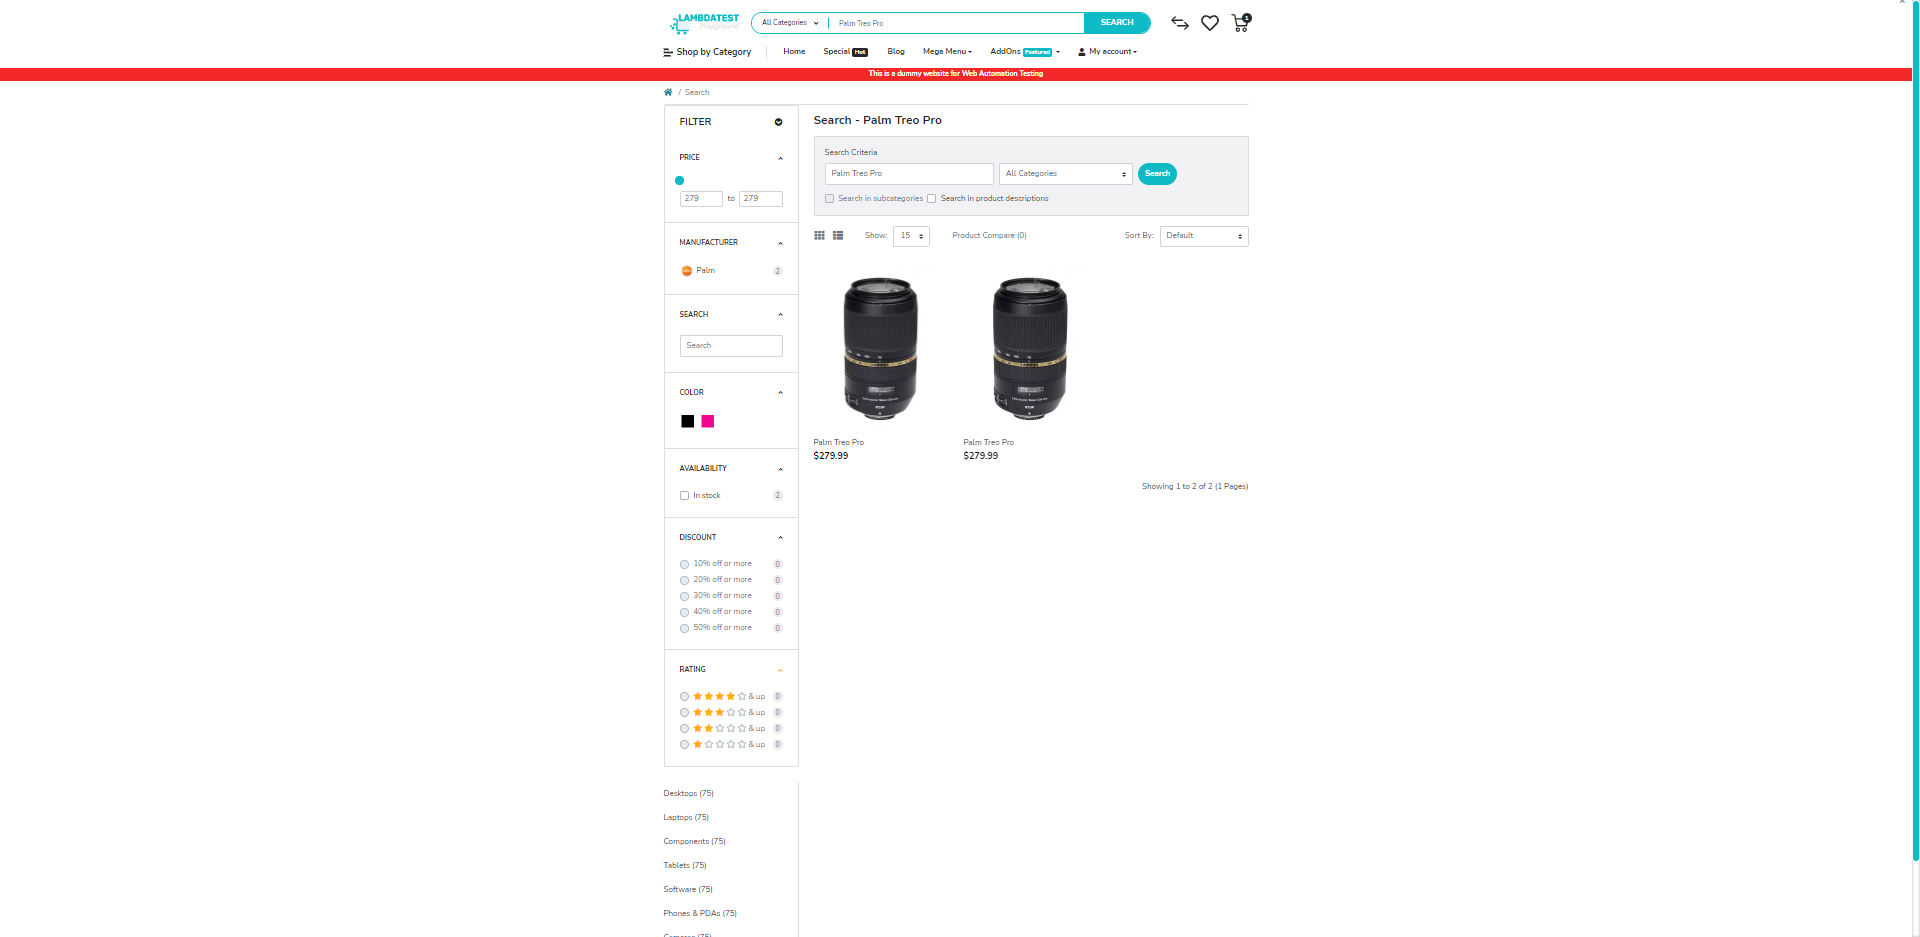 LAMBDATEST
Playground
All Categories
Palm Treo Pro
SEARCH
1
Shop by Category
Home
Special Hot
Blog
Mega Menu
AddOns Featured
My account
This is a dummy website for Web Automation Testing
/ Search
FILTER
PRICE
279 to 279
MANUFACTURER
Palm 2
SEARCH
Search
COLOR
AVAILABILITY
In stock 2
DISCOUNT
10% off or more 0
20% off or more 0
30% off or more 0
40% off or more 0
50% off or more 0
RATING
& up 0
& up 0
& up 0
& up 0
Desktops (75)
Laptops (75)
Components (75)
Tablets (75)
Software (75)
Phones & PDAs (75)
Search - Palm Treo Pro
Search Criteria
Palm Treo Pro
All Categories
Search
Search in subcategories
Search in product descriptions
Show: 15
Product Compare (0)
Sort By: Default
Palm Treo Pro
$279.99
Palm Treo Pro
$279.99
Showing 1 to 2 of 2 (1 Pages)